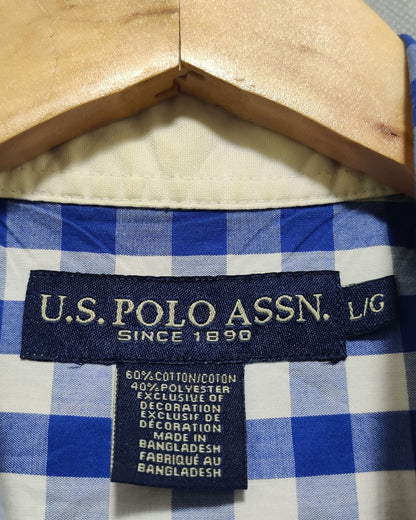 U.S. POLO ASSN.
SINCE 1890
L/G
60% COTTON/COTON
40% POLYESTER
EXCLUSIVE OF
DECORATION
EXCLUSIF DE
DÉCORATION
MADE IN
BANGLADESH
FABRIQUÉ AU
BANGLADESH